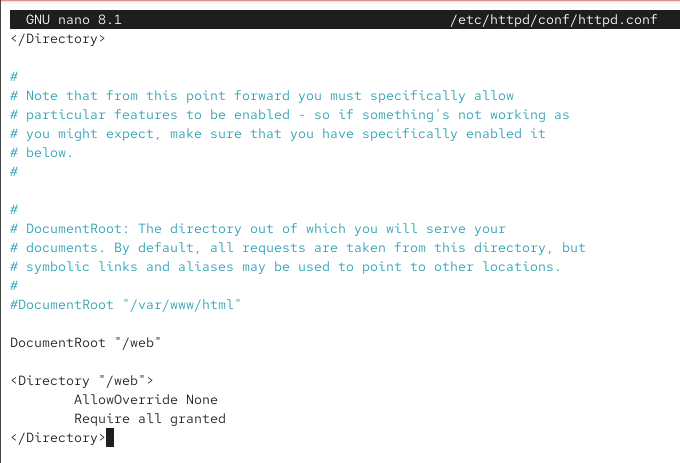 GNU nano 8.1 /etc/httpd/conf/httpd.conf
</Directory>
#
# Note that from this point forward you must specifically allow
# particular features to be enabled - so if something's not working as
# you might expect, make sure that you have specifically enabled it
# below.
#
#
# DocumentRoot: The directory out of which you will serve your
# documents. By default, all requests are taken from this directory, but
# symbolic links and aliases may be used to point to other locations.
#
#DocumentRoot "/var/www/html"
DocumentRoot "/web"
<Directory "/web">
        AllowOverride None
        Require all granted
</Directory>